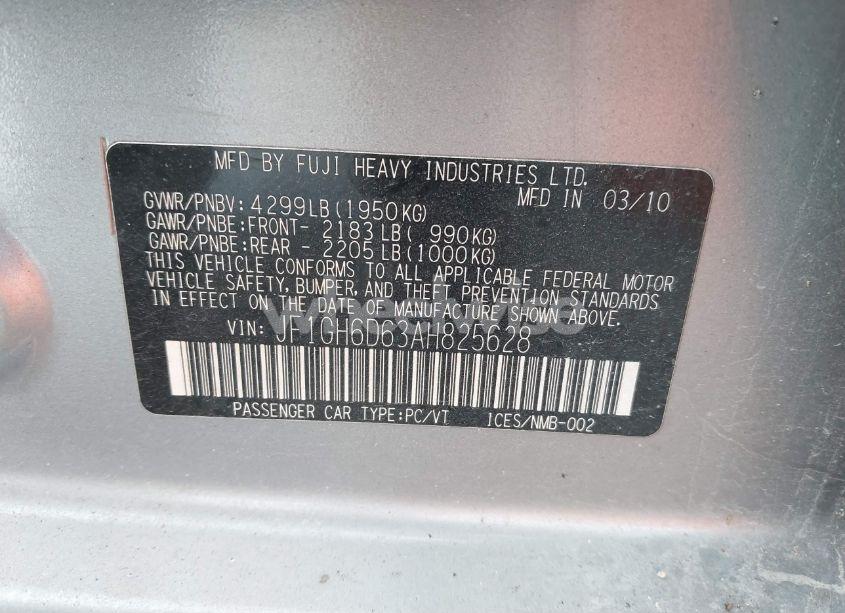 MFD BY FUJI HEAVY INDUSTRIES LTD.
MFD IN 03/10
GVWR/PNBV: 4299LB(1950KG)
GAWR/PNBE:FRONT- 2183LB( 990KG)
GAWR/PNBE:REAR - 2205LB(1000KG)
THIS VEHICLE CONFORMS TO ALL APPLICABLE FEDERAL MOTOR
VEHICLE SAFETY, BUMPER, AND THEFT PREVENTION STANDARDS
IN EFFECT ON THE DATE OF MANUFACTURE SHOWN ABOVE.
VIN: JF1GH6D63AH825628
PASSENGER CAR TYPE:PC/VT ICES/NMB-002